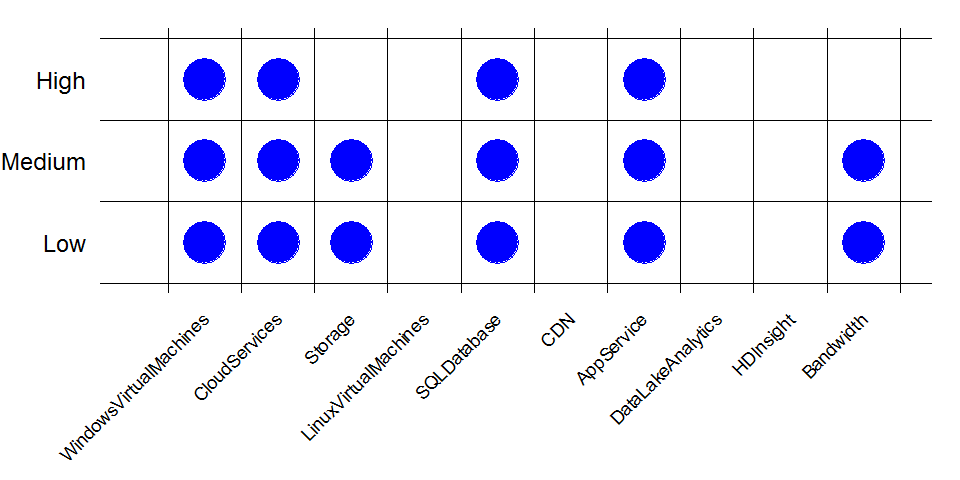 High
Medium
Low
WindowsVirtualMachines
CloudServices
Storage
LinuxVirtualMachines
SQLDatabase
CDN
AppService
DataLakeAnalytics
HDInsight
Bandwidth